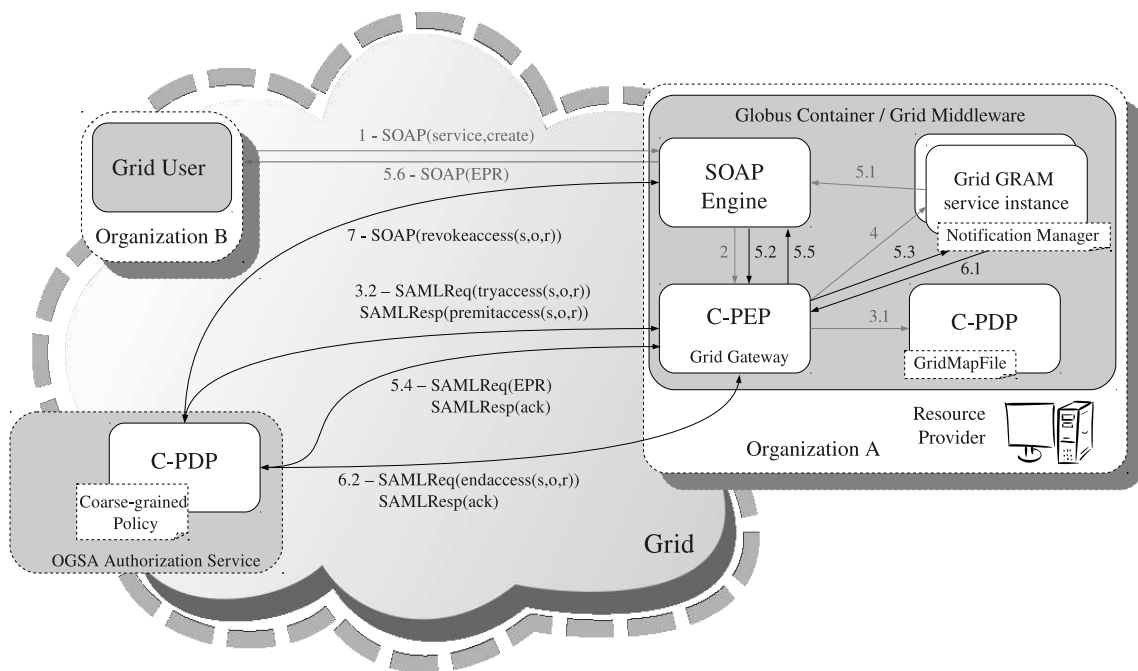 Globus Container / Grid Middleware
1 - SOAP(service,create)
Grid User
SOAP
Engine
5.1
Grid GRAM
service instance
5.6 - SOAP(EPR)
Organization B
7 - SOAP(revokeaccess(s,o,r))
Notification Manager
4
2
5.2
5.5
5.3
6.1
3.2 – SAMLReq(tryaccess(s,o,r))
SAMLResp(premitaccess(s,o,r))
C-PEP
Grid Gateway
3.1
C-PDP
GridMapFile
5.4 – SAMLReq(EPR)
SAMLResp(ack)
Resource
Provider
Organization A
C-PDP
Coarse-grained
Policy
6.2 – SAMLReq(endaccess(s,o,r))
SAMLResp(ack)
Grid
OGSA Authorization Service